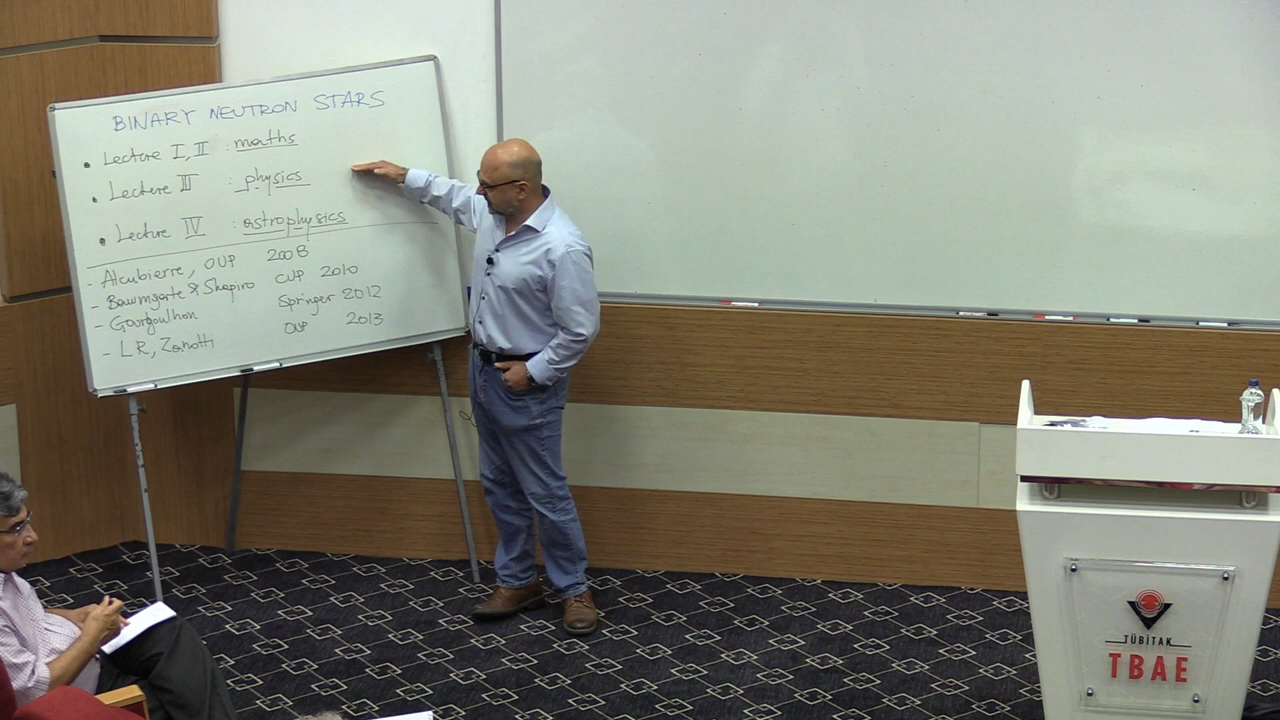 BINARY NEUTRON STARS
• Lecture I, II : maths
• Lecture III : physics
• Lecture IV : astrophysics
- Alcubierre, OUP 2008
- Baumgarte & Shapiro CUP 2010
- Gourgoulhon Springer 2012
- LR, Zanotti OUP 2013
TÜBİTAK
TBAE